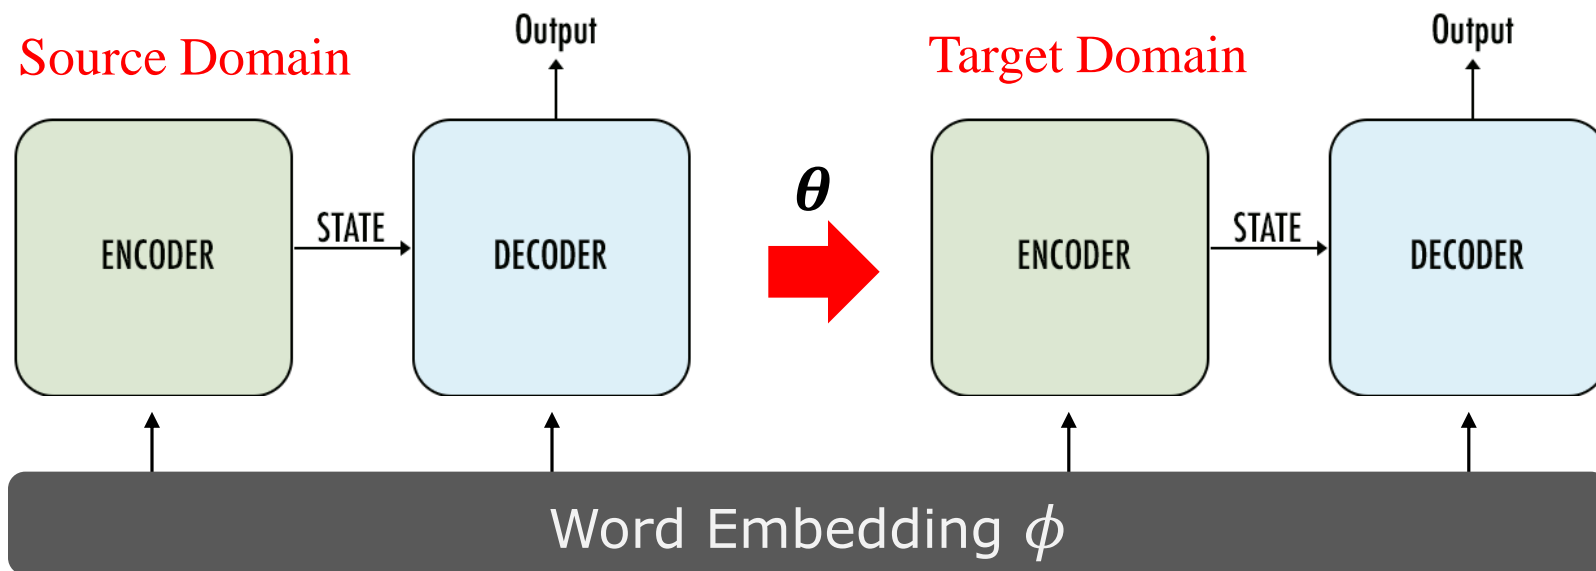 Source Domain
Output
Target Domain
Output
θ
ENCODER
STATE
DECODER
ENCODER
STATE
DECODER
Word Embedding ϕ